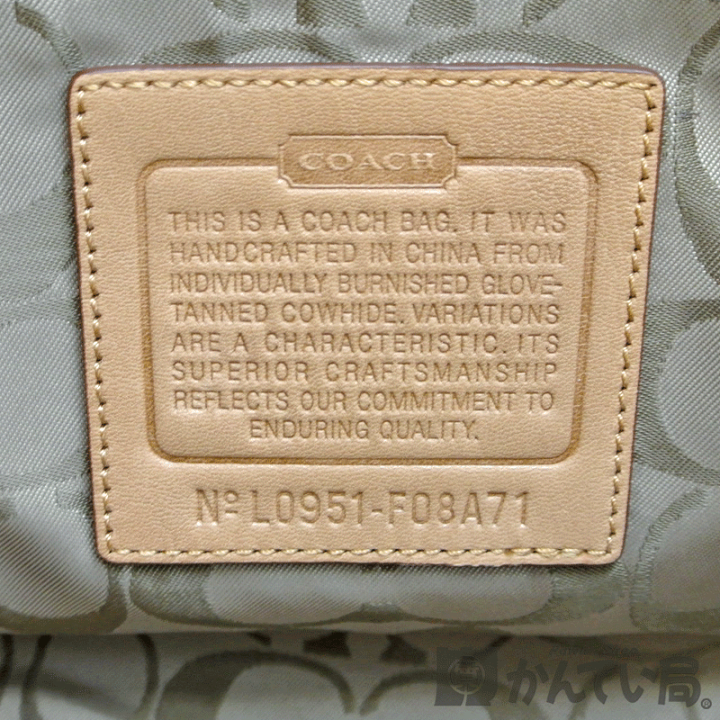 COACH
THIS IS A COACH BAG. IT WAS
HANDCRAFTED IN CHINA FROM
INDIVIDUALLY BURNISHED GLOVE-
TANNED COWHIDE. VARIATIONS
ARE A CHARACTERISTIC. ITS
SUPERIOR CRAFTSMANSHIP
REFLECTS OUR COMMITMENT TO
ENDURING QUALITY.
Nº L0951-F08A71
かんてい局